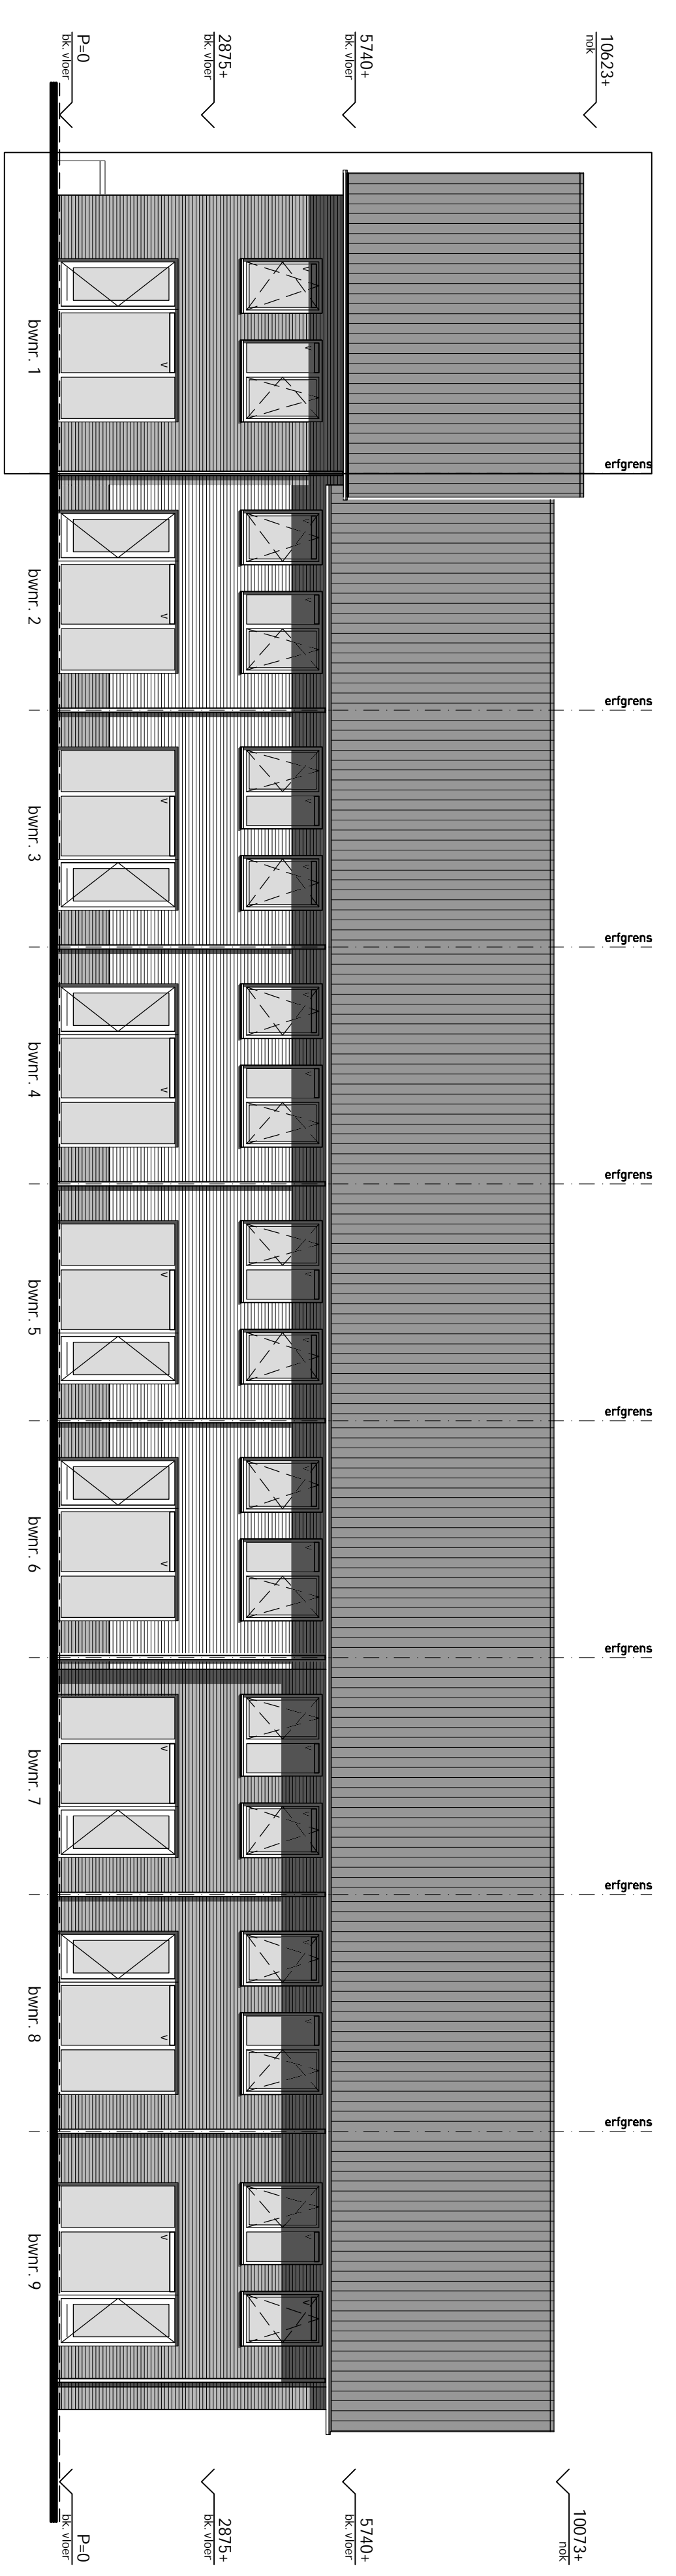 10623+
nok
5740+
bk. vloer
2875+
bk. vloer
P=0
bk. vloer
erfgrens
erfgrens
erfgrens
erfgrens
erfgrens
erfgrens
erfgrens
erfgrens
bwnr. 1
bwnr. 2
bwnr. 3
bwnr. 4
bwnr. 5
bwnr. 6
bwnr. 7
bwnr. 8
bwnr. 9
10073+
nok
5740+
bk. vloer
2875+
bk. vloer
P=0
bk. vloer